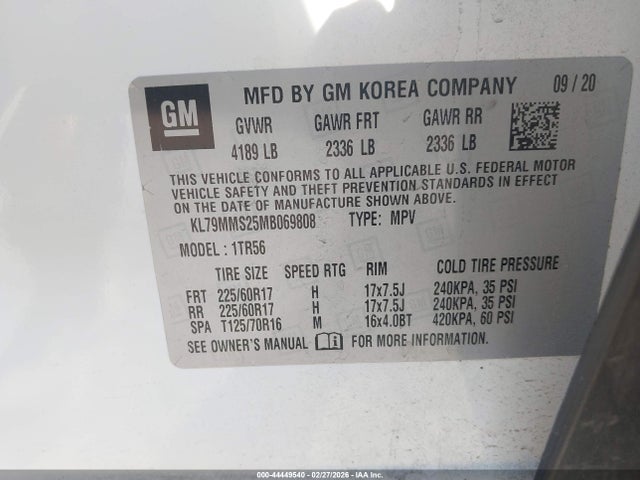 GM
MFD BY GM KOREA COMPANY 09 / 20
GVWR GAWR FRT GAWR RR
4189 LB 2336 LB 2336 LB
THIS VEHICLE CONFORMS TO ALL APPLICABLE U.S. FEDERAL MOTOR
VEHICLE SAFETY AND THEFT PREVENTION STANDARDS IN EFFECT
ON THE DATE OF MANUFACTURE SHOWN ABOVE.
KL79MMS25MB069808 TYPE: MPV
MODEL : 1TR56
TIRE SIZE SPEED RTG RIM COLD TIRE PRESSURE
FRT 225/60R17 H 17x7.5J 240KPA, 35 PSI
RR 225/60R17 H 17x7.5J 240KPA, 35 PSI
SPA T125/70R16 M 16x4.0BT 420KPA, 60 PSI
SEE OWNER'S MANUAL FOR MORE INFORMATION.
000-44449540 - 02/27/2026 - IAA Inc.